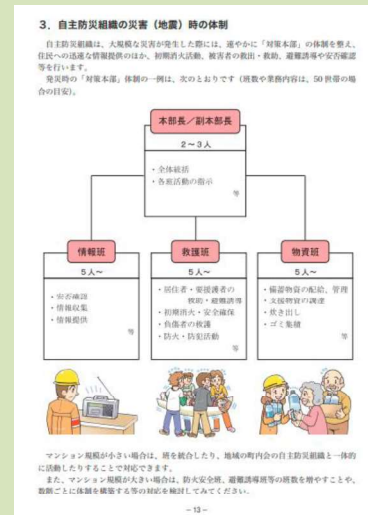 3．自主防災組織の災害（地震）時の体制
自主防災組織は、大規模な災害が発生した際には、速やかに「対策本部」の体制を整え、
住民への迅速な情報提供のほか、初期消火活動、被害者の救出・救助、避難誘導や安否確認
等を行います。
発災時の「対策本部」体制の一例は、次のとおりです（班数や業務内容は、50 世帯の場
合の目安）。
本部長／副本部長
2～3人
・全体統括
・各班活動の指示
等
情報班
5人～
・安否確認
・情報収集
・情報提供
等
救護班
5人～
・居住者・要援護者の
救助・避難誘導
・初期消火・安全確保
・負傷者の救護
・防火・防犯活動
等
物資班
5人～
・備蓄物資の配給、管理
・支援物資の調達
・炊き出し
・ゴミ集積
等
マンション規模が小さい場合は、班を統合したり、地域の町内会の自主防災組織と一体的
に活動したりすることで対応できます。
また、マンション規模が大きい場合は、防火安全班、避難誘導班等の班数を増やすことや、
数階ごとに体制を構築する等の対応を検討してみてください。
－ 13 －